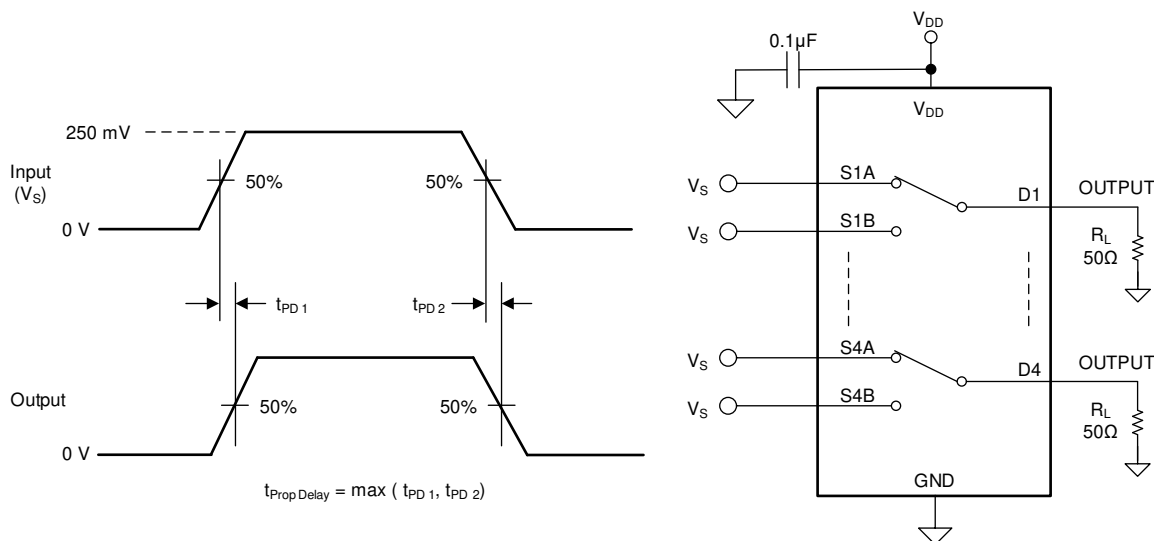 250 mV
Input
(VS)
50%
50%
0 V
tPD 1
tPD 2
Output
50%
50%
0 V
tProp Delay = max ( tPD 1, tPD 2)
VDD
0.1µF
VDD
VS
S1A
D1
OUTPUT
VS
S1B
RL
50Ω
VS
S4A
D4
OUTPUT
VS
S4B
RL
50Ω
GND